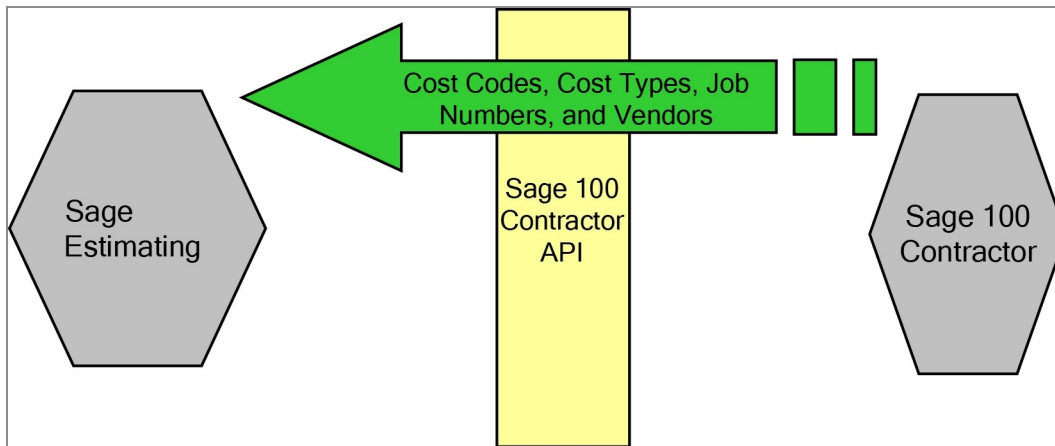 Cost Codes, Cost Types, Job
Numbers, and Vendors
Sage
Estimating
Sage 100
Contractor
API
Sage 100
Contractor